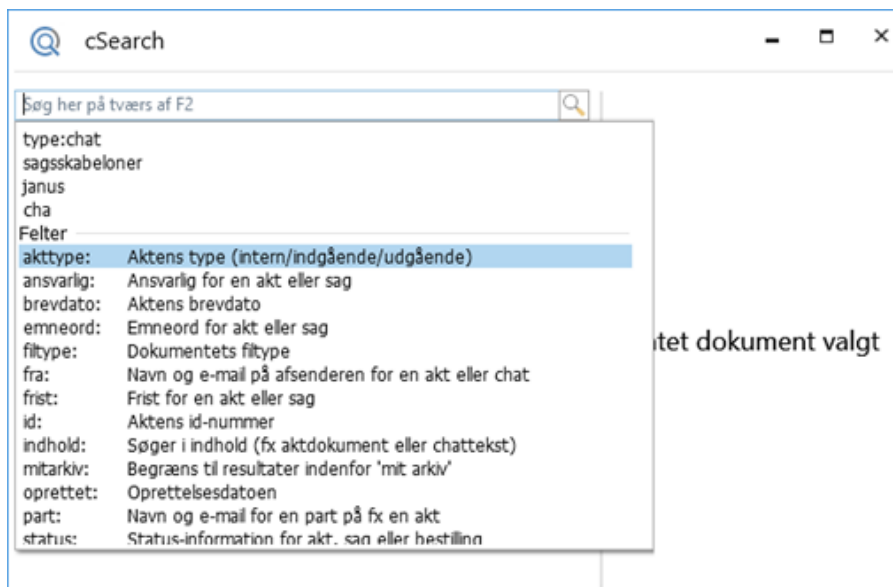 cSearch
Søg her på tværs af F2
type:chat
sagsskabeloner
janus
cha
Felter
akttype: Aktens type (intern/indgående/udgående)
ansvarlig: Ansvarlig for en akt eller sag
brevdato: Aktens brevdato
emneord: Emneord for akt eller sag
filtype: Dokumentets filtype
tet dokument valgt
fra: Navn og e-mail på afsenderen for en akt eller chat
frist: Frist for en akt eller sag
id: Aktens id-nummer
indhold: Søger i indhold (fx aktdokument eller chattekst)
mitarkiv: Begræns til resultater indenfor 'mit arkiv'
oprettet: Oprettelsesdatoen
part: Navn og e-mail for en part på fx en akt
status: Status-information for akt, sag eller bestilling